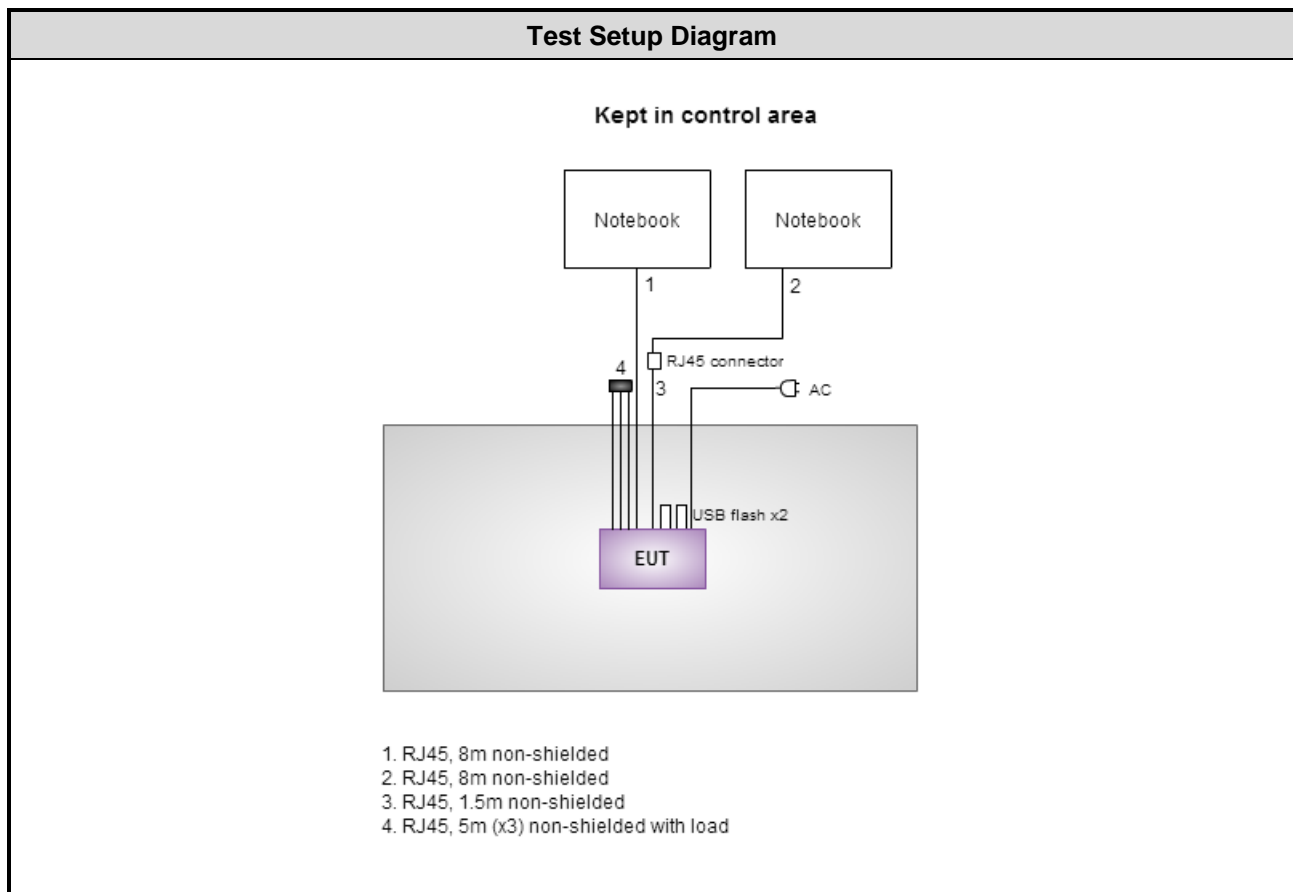 Test Setup Diagram
Kept in control area
Notebook
Notebook
1
2
RJ45 connector
4
3
AC
USB flash x2
EUT
1. RJ45, 8m non-shielded
2. RJ45, 8m non-shielded
3. RJ45, 1.5m non-shielded
4. RJ45, 5m (x3) non-shielded with load